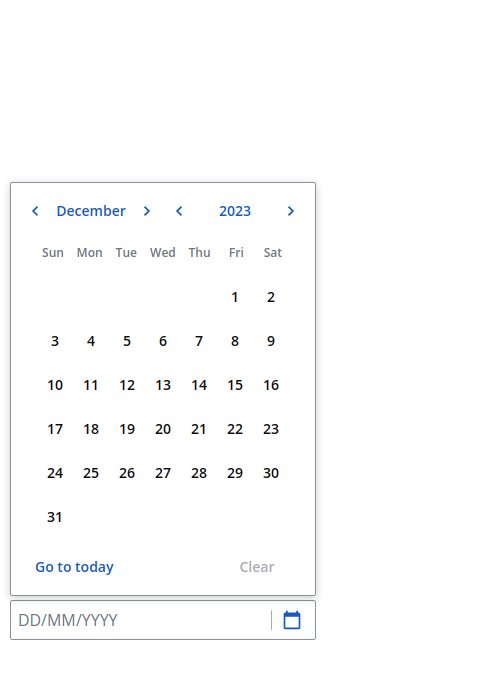 December 2023
Sun Mon Tue Wed Thu Fri Sat
1 2
3 4 5 6 7 8 9
10 11 12 13 14 15 16
17 18 19 20 21 22 23
24 25 26 27 28 29 30
31
Go to today Clear
DD/MM/YYYY